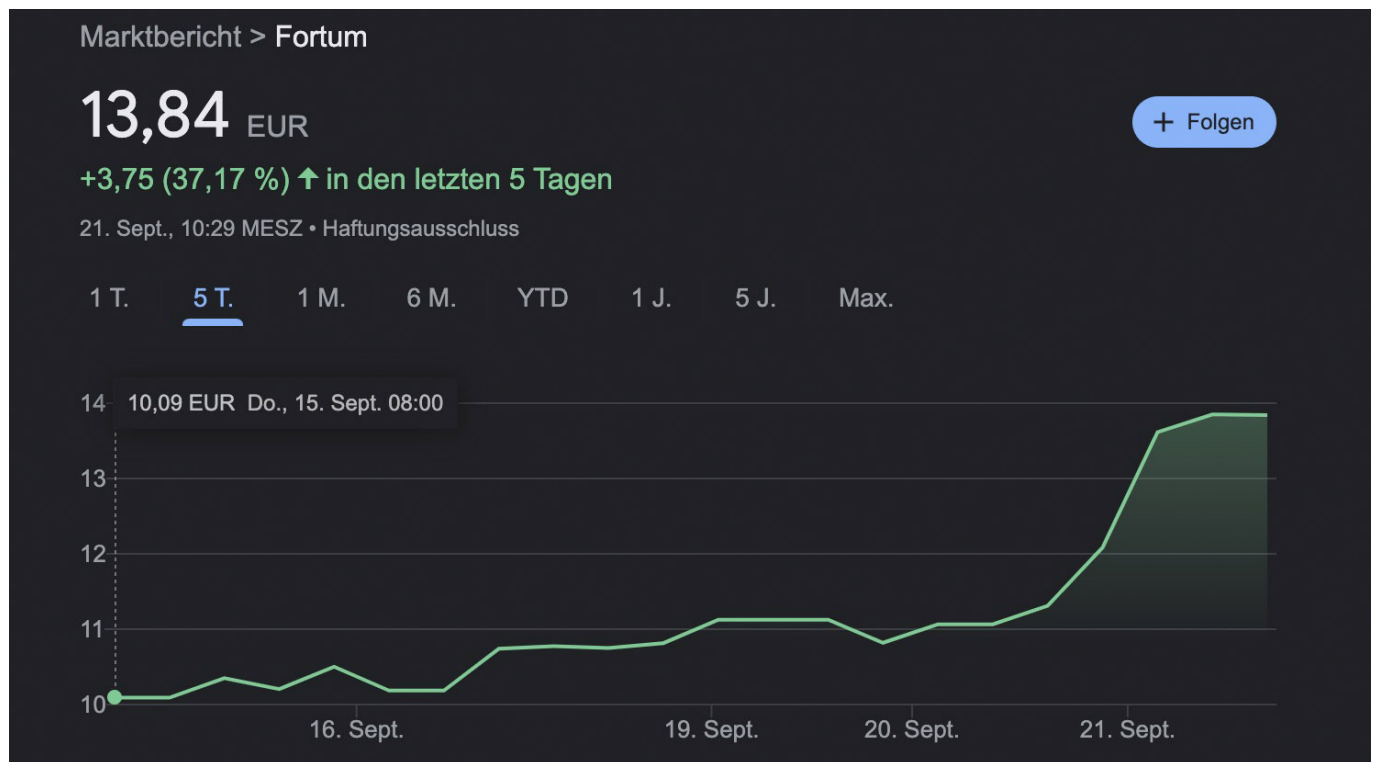 Marktbericht > Fortum
13,84 EUR
+ Folgen
+3,75 (37,17 %) ↑ in den letzten 5 Tagen
21. Sept., 10:29 MESZ • Haftungsausschluss
1 T. 5 T. 1 M. 6 M. YTD 1 J. 5 J. Max.
14
10,09 EUR Do., 15. Sept. 08:00
13
12
11
10
16. Sept. 19. Sept. 20. Sept. 21. Sept.